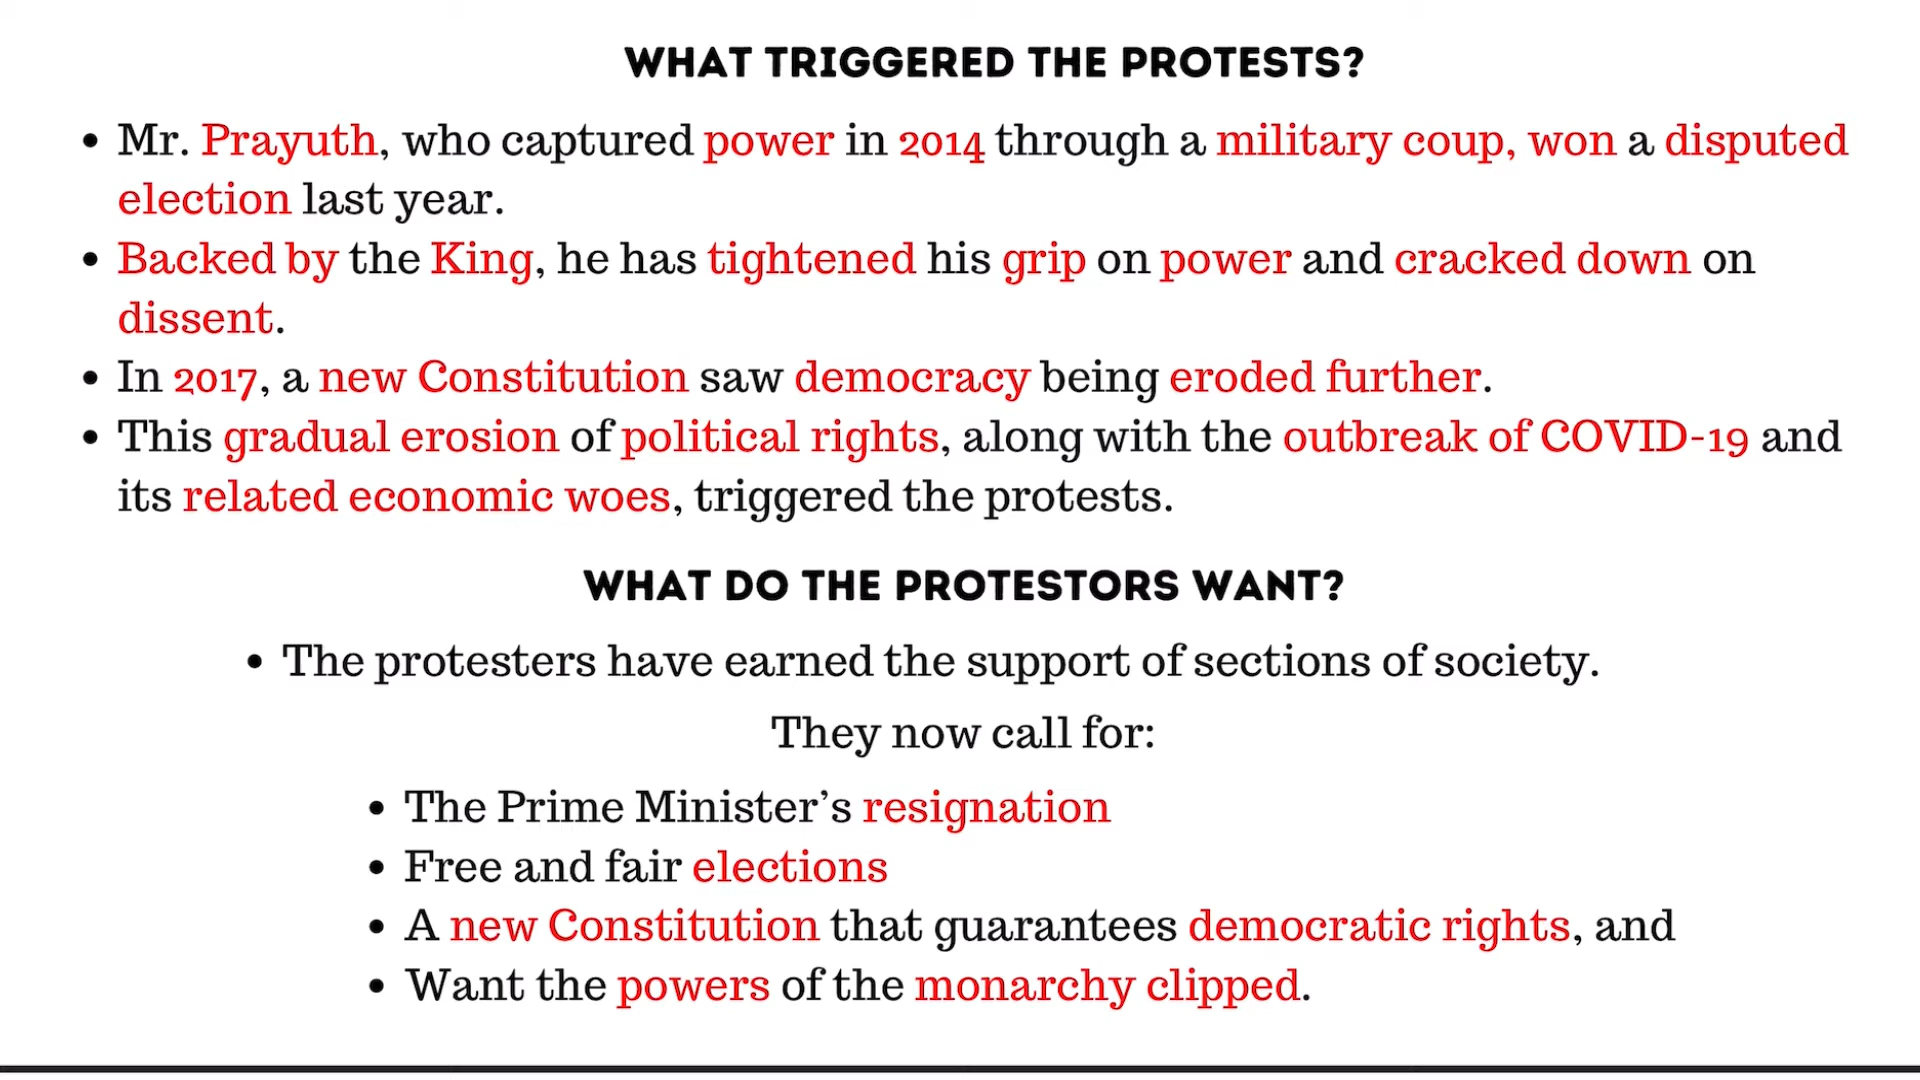 WHAT TRIGGERED THE PROTESTS?
• Mr. Prayuth, who captured power in 2014 through a military coup, won a disputed
election last year.
• Backed by the King, he has tightened his grip on power and cracked down on
dissent.
• In 2017, a new Constitution saw democracy being eroded further.
• This gradual erosion of political rights, along with the outbreak of COVID-19 and
its related economic woes, triggered the protests.
WHAT DO THE PROTESTORS WANT?
• The protesters have earned the support of sections of society.
They now call for:
• The Prime Minister’s resignation
• Free and fair elections
• A new Constitution that guarantees democratic rights, and
• Want the powers of the monarchy clipped.